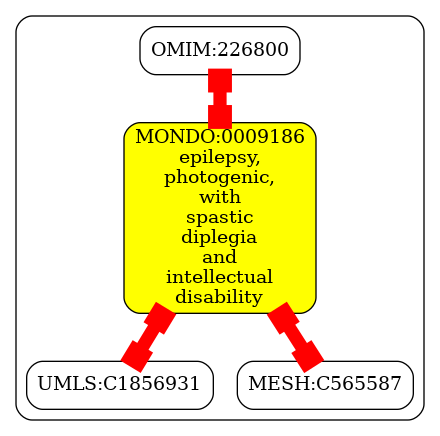 OMIM:226800
MONDO:0009186
epilepsy,
photogenic,
with
spastic
diplegia
and
intellectual
disability
UMLS:C1856931
MESH:C565587